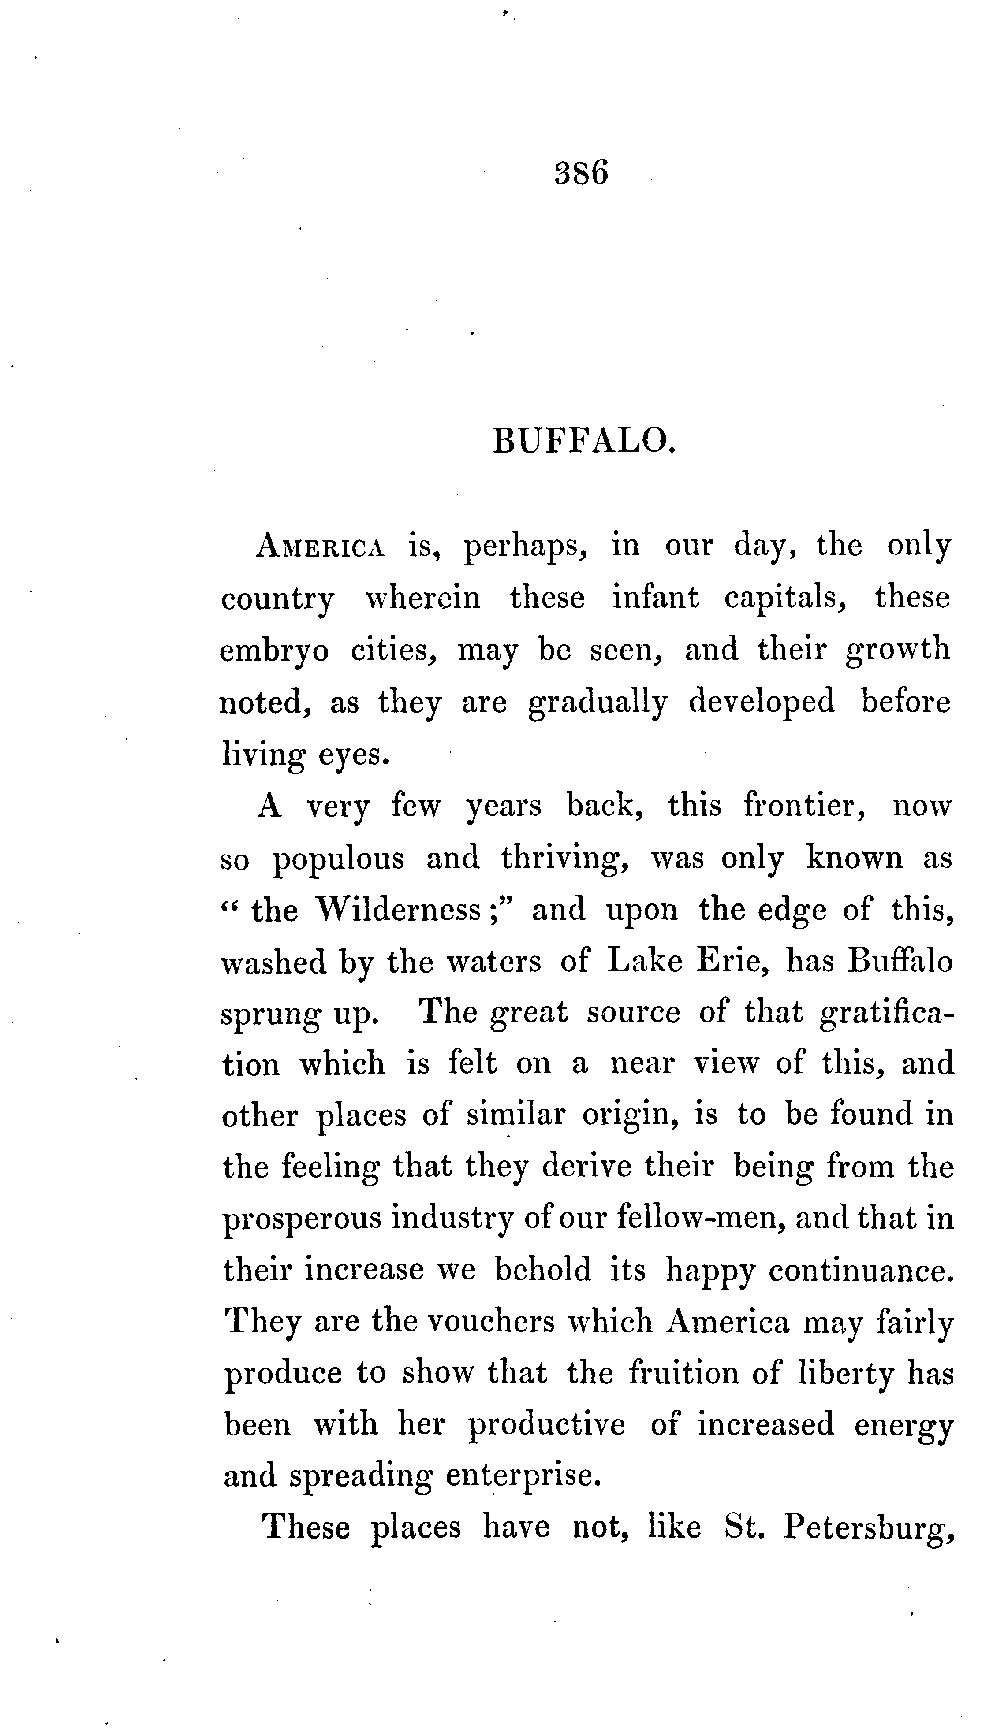 386
BUFFALO.
AMERICA is, perhaps, in our day, the only
country wherein these infant capitals, these
embryo cities, may be seen, and their growth
noted, as they are gradually developed before
living eyes.
A very few years back, this frontier, now
so populous and thriving, was only known as
“ the Wilderness ;” and upon the edge of this,
washed by the waters of Lake Erie, has Buffalo
sprung up. The great source of that gratifica-
tion which is felt on a near view of this, and
other places of similar origin, is to be found in
the feeling that they derive their being from the
prosperous industry of our fellow-men, and that in
their increase we behold its happy continuance.
They are the vouchers which America may fairly
produce to show that the fruition of liberty has
been with her productive of increased energy
and spreading enterprise.
These places have not, like St. Petersburg,